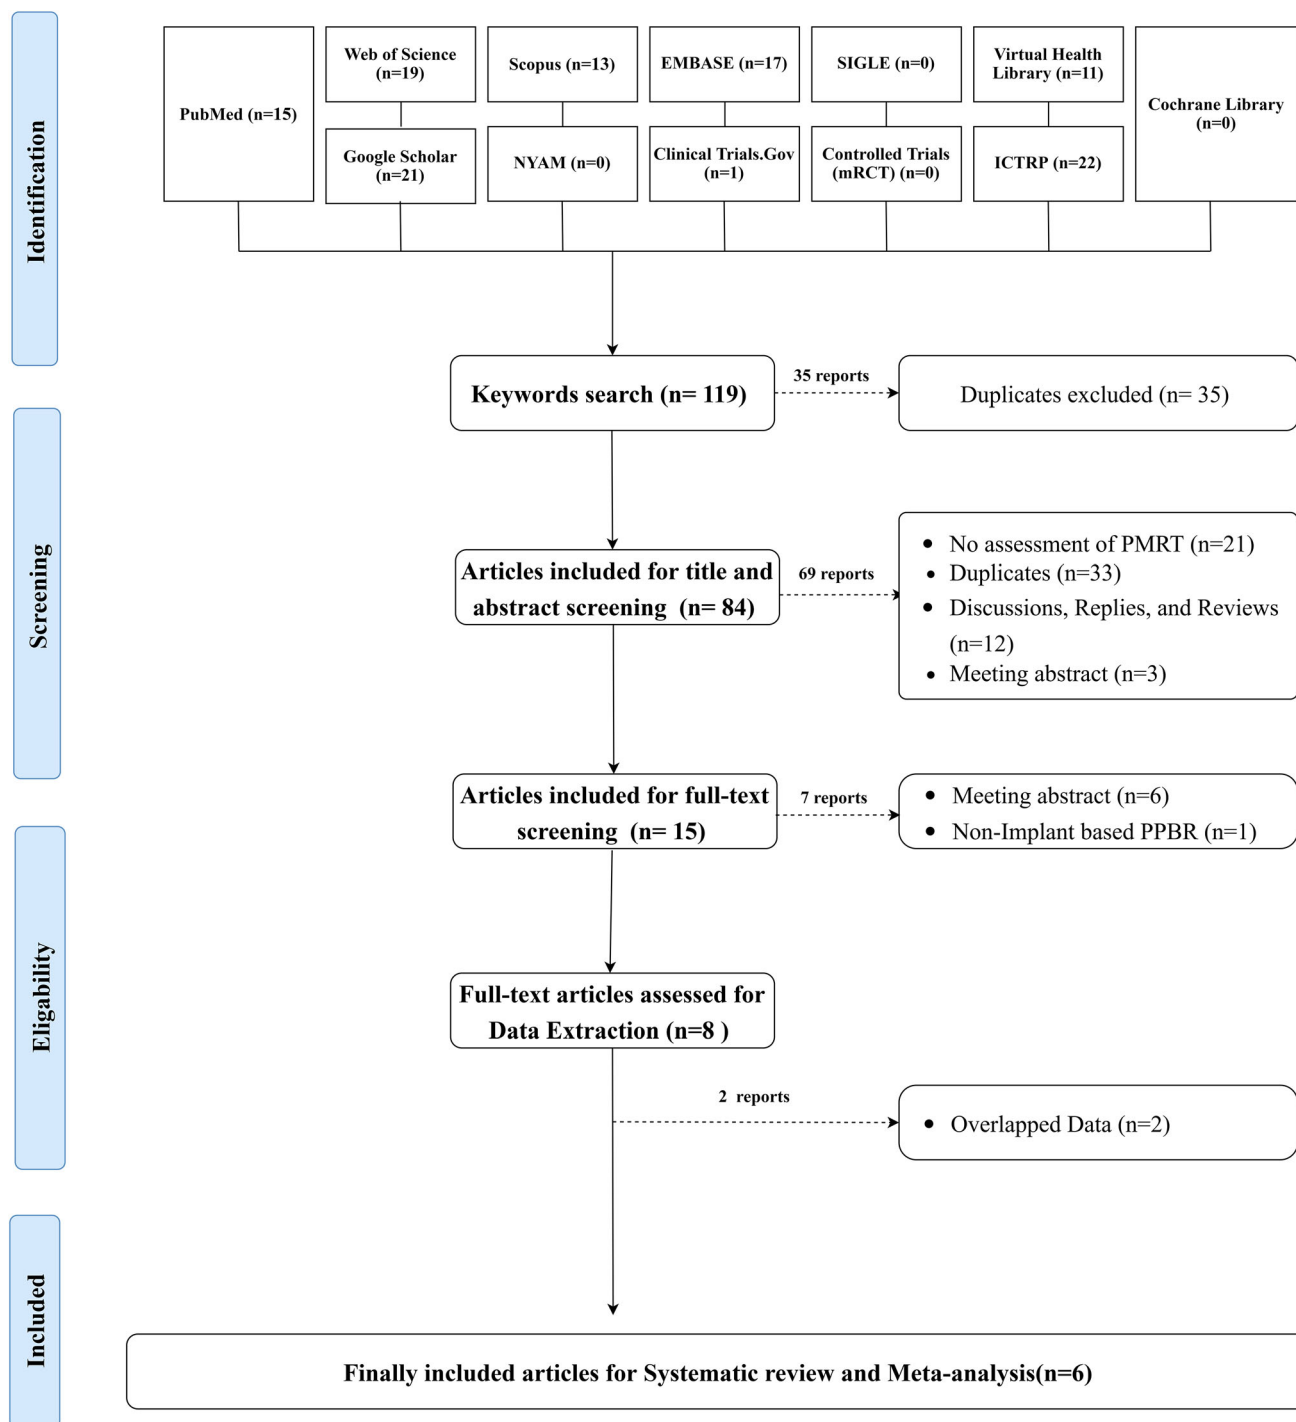 Identification
PubMed (n=15)
Web of Science
(n=19)
Google Scholar
(n=21)
Scopus (n=13)
NYAM (n=0)
EMBASE (n=17)
Clinical Trials.Gov
(n=1)
SIGLE (n=0)
Controlled Trials
(mRCT) (n=0)
Virtual Health
Library (n=11)
ICTRP (n=22)
Cochrane Library
(n=0)
Keywords search (n= 119)
35 reports
Duplicates excluded (n= 35)
Screening
Articles included for title and
abstract screening (n= 84)
69 reports
• No assessment of PMRT (n=21)
• Duplicates (n=33)
• Discussions, Replies, and Reviews
(n=12)
• Meeting abstract (n=3)
Articles included for full-text
screening (n= 15)
7 reports
• Meeting abstract (n=6)
• Non-Implant based PPBR (n=1)
Eligability
Full-text articles assessed for
Data Extraction (n=8 )
2 reports
• Overlapped Data (n=2)
Included
Finally included articles for Systematic review and Meta-analysis(n=6)